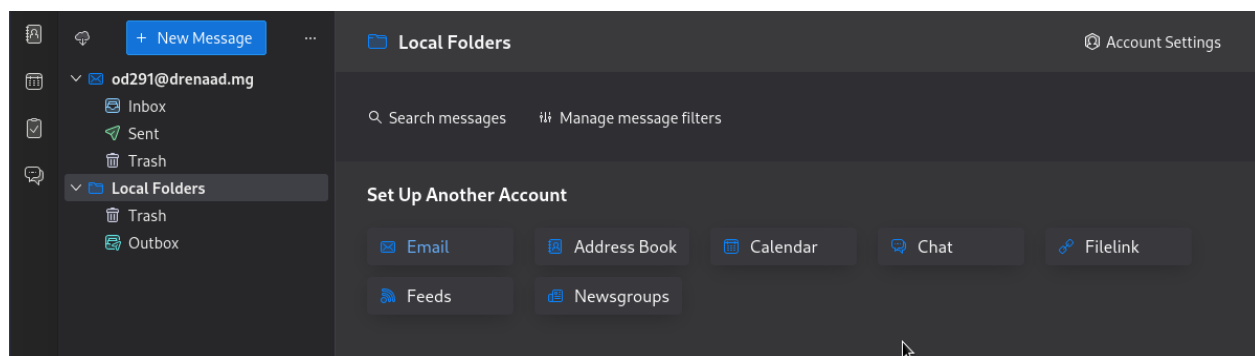 + New Message
...
od291@drenaad.mg
Inbox
Sent
Trash
Local Folders
Trash
Outbox
Local Folders
Account Settings
Search messages
Manage message filters
Set Up Another Account
Email
Address Book
Calendar
Chat
Filelink
Feeds
Newsgroups